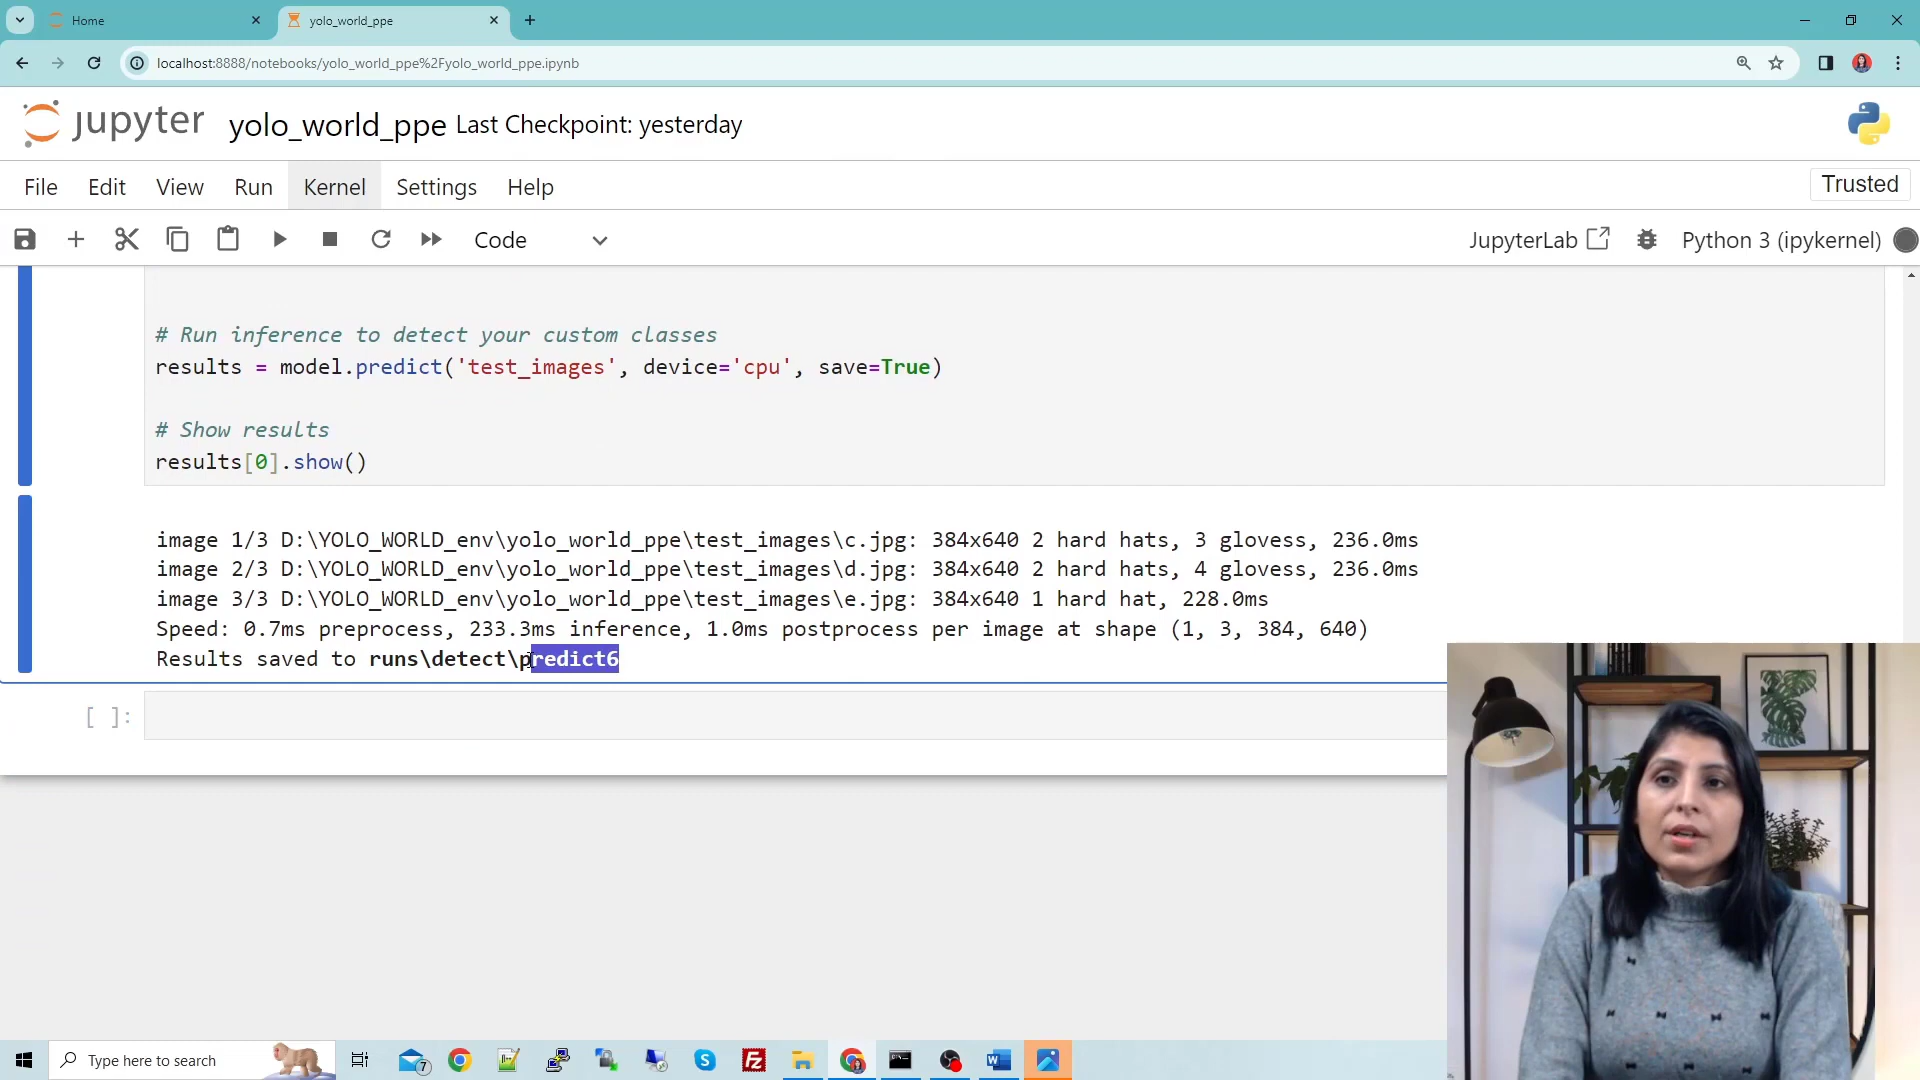 Home
yolo_world_ppe
localhost:8888/notebooks/yolo_world_ppe%2Fyolo_world_ppe.ipynb
jupyter yolo_world_ppe Last Checkpoint: yesterday
File Edit View Run Kernel Settings Help
Trusted
Code
JupyterLab
Python 3 (ipykernel)
# Run inference to detect your custom classes
results = model.predict('test_images', device='cpu', save=True)
# Show results
results[0].show()
image 1/3 D:\YOLO_WORLD_env\yolo_world_ppe\test_images\c.jpg: 384x640 2 hard hats, 3 glovess, 236.0ms
image 2/3 D:\YOLO_WORLD_env\yolo_world_ppe\test_images\d.jpg: 384x640 2 hard hats, 4 glovess, 236.0ms
image 3/3 D:\YOLO_WORLD_env\yolo_world_ppe\test_images\e.jpg: 384x640 1 hard hat, 228.0ms
Speed: 0.7ms preprocess, 233.3ms inference, 1.0ms postprocess per image at shape (1, 3, 384, 640)
Results saved to runs\detect\predict6
[ ]:
Type here to search
7